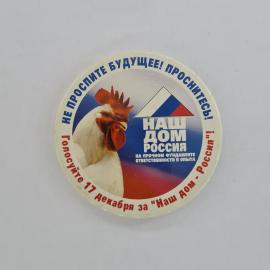 НЕ ПРОСПИТЕ БУДУЩЕЕ! ПРОСНИТЕСЬ!
НАШ
ДОМ
РОССИЯ
НА ПРОЧНОМ ФУНДАМЕНТЕ
ОТВЕТСТВЕННОСТИ И ОПЫТА
Голосуйте 17 декабря за "Наш дом - Россия"!